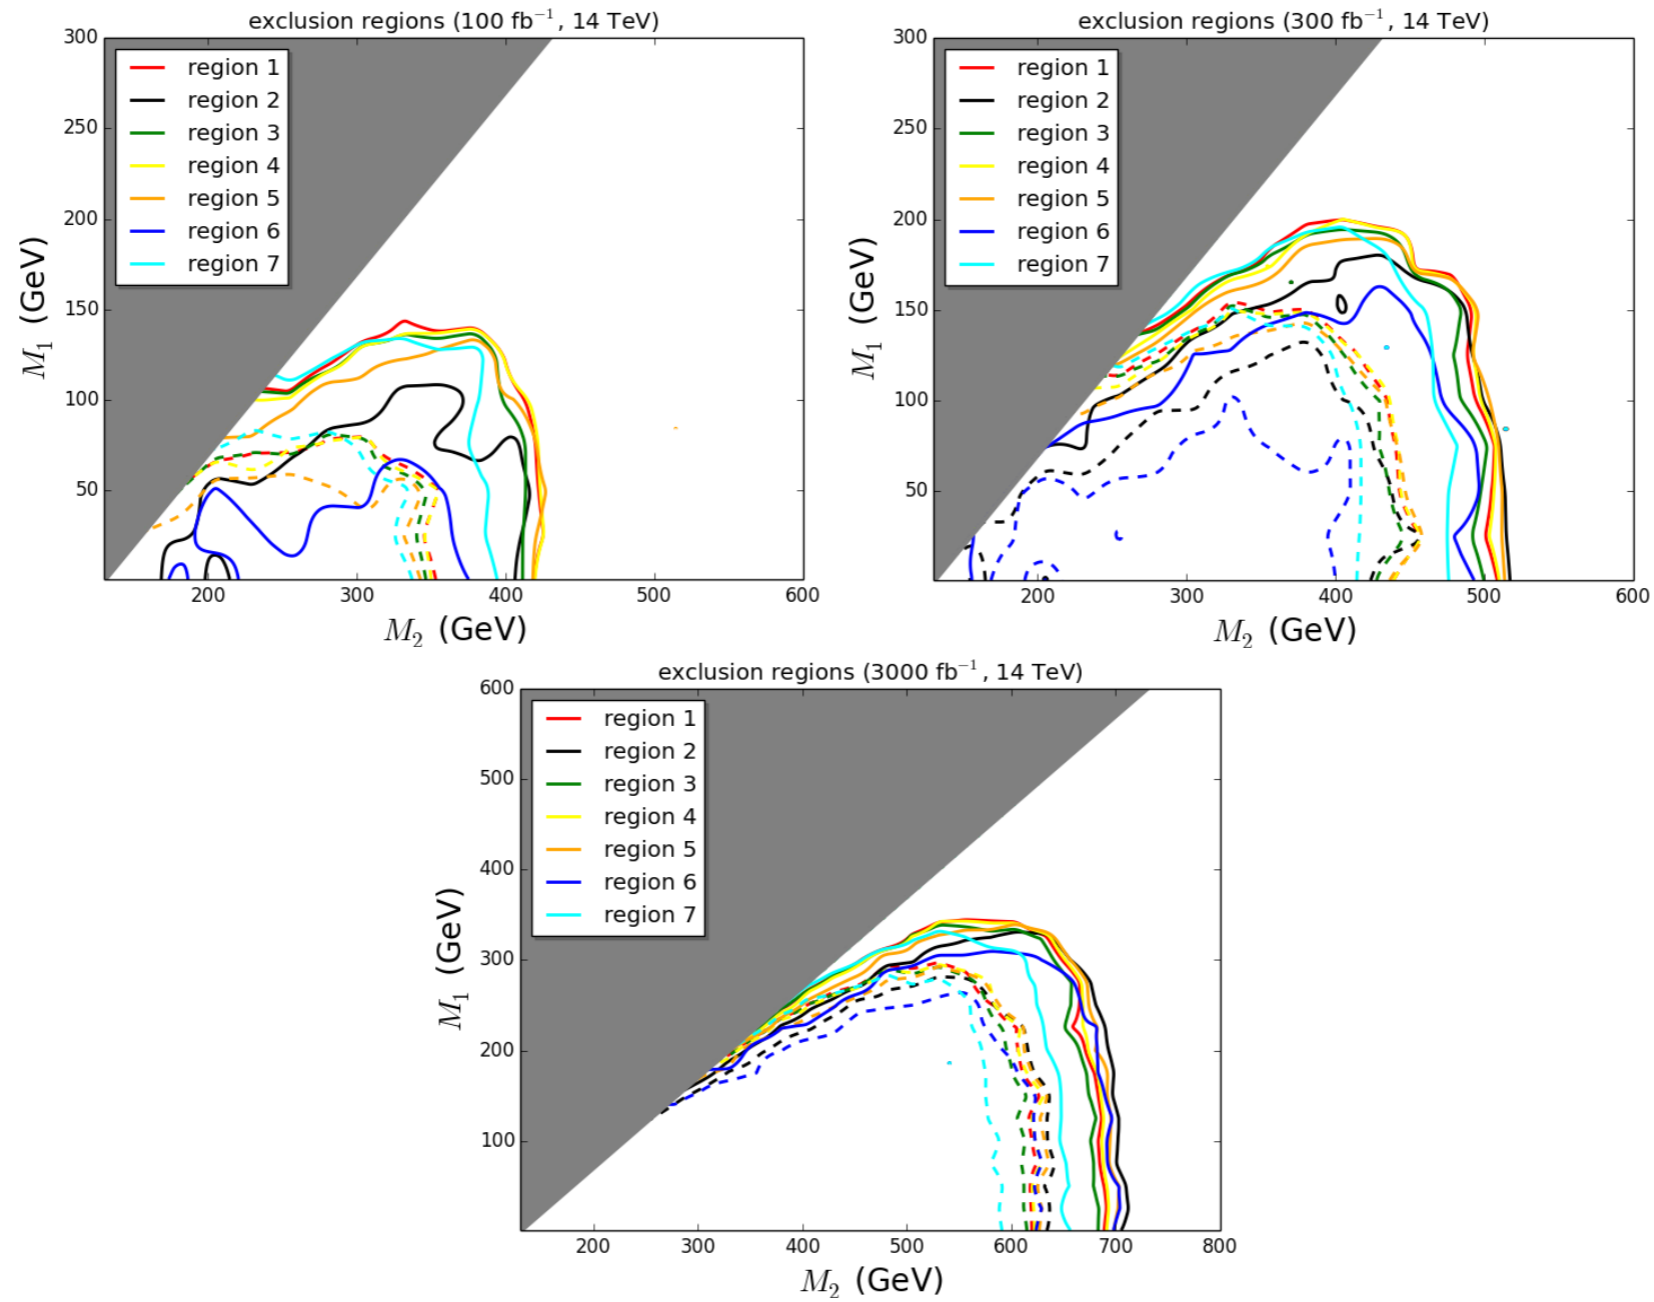 exclusion regions (100 fb⁻¹, 14 TeV)
300
250
200
150
100
50
M₁ (GeV)
region 1
region 2
region 3
region 4
region 5
region 6
region 7
200 300 400 500 600
M₂ (GeV)
exclusion regions (300 fb⁻¹, 14 TeV)
300
250
200
150
100
50
M₁ (GeV)
region 1
region 2
region 3
region 4
region 5
region 6
region 7
200 300 400 500 600
M₂ (GeV)
exclusion regions (3000 fb⁻¹, 14 TeV)
600
500
400
300
200
100
M₁ (GeV)
region 1
region 2
region 3
region 4
region 5
region 6
region 7
200 300 400 500 600 700 800
M₂ (GeV)